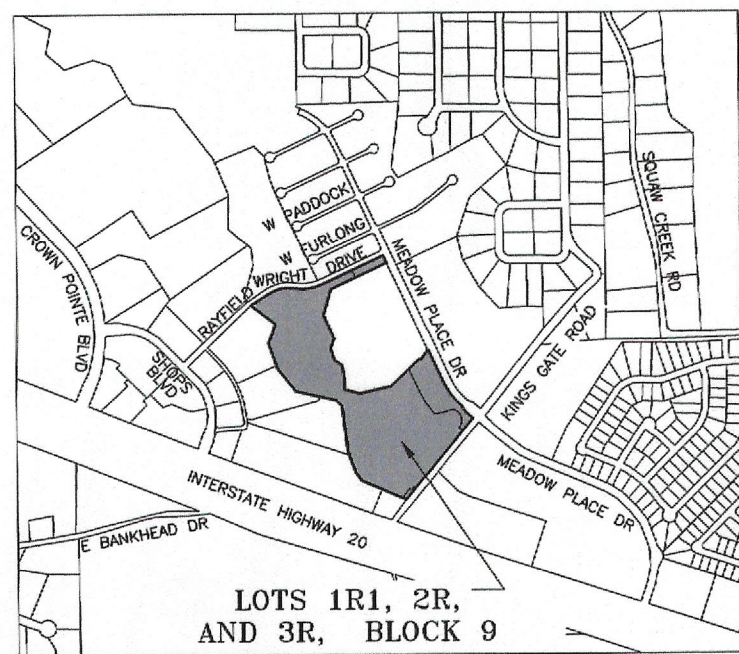 W PADDOCK
W FURLONG
RAYFIELD WRIGHT DRIVE
MEADOW PLACE DR
SQUAW CREEK RD
CROWN POINTE BLVD
SHOPS BLVD
KINGS GATE ROAD
MEADOW PLACE DR
INTERSTATE HIGHWAY 20
E BANKHEAD DR
LOTS 1R1, 2R,
AND 3R, BLOCK 9